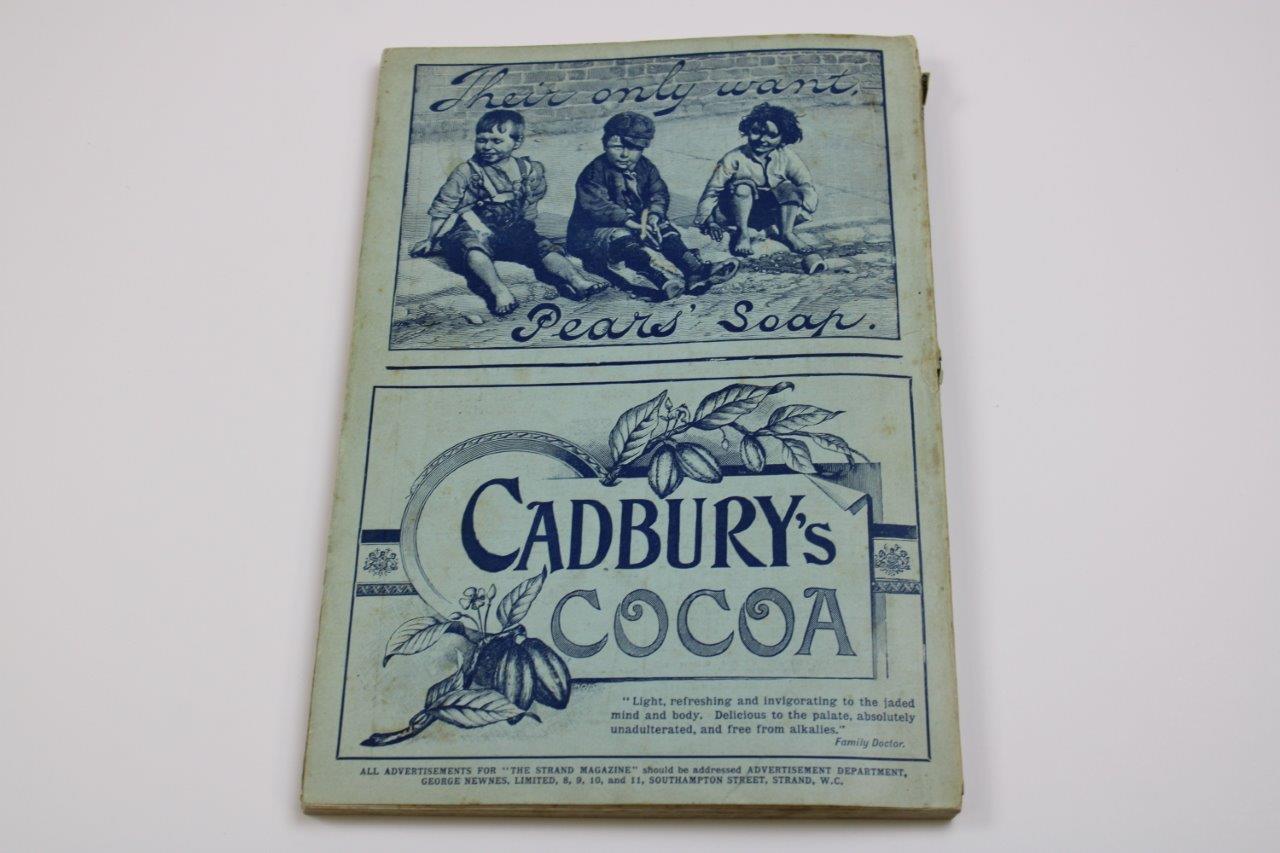 Their only want.
Pears' Soap.
CADBURY'S
COCOA
"Light, refreshing and invigorating to the jaded
mind and body. Delicious to the palate, absolutely
unadulterated, and free from alkalies."
Family Doctor.
ALL ADVERTISEMENTS FOR "THE STRAND MAGAZINE" should be addressed ADVERTISEMENT DEPARTMENT,
GEORGE NEWNES, LIMITED, 8, 9, 10, and 11, SOUTHAMPTON STREET, STRAND, W.C.